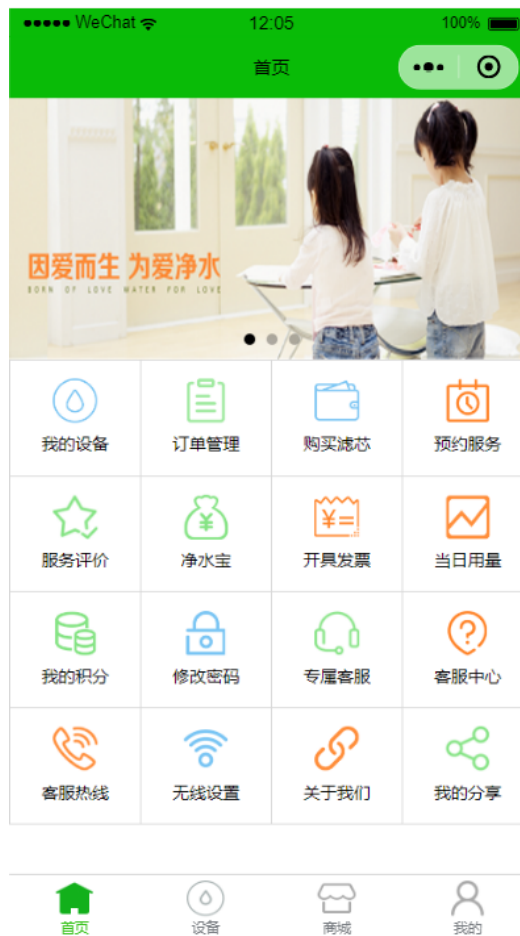 WeChat
12:05
100%
首页
因爱而生 为爱净水
BORN OF LOVE WATER FOR LOVE
我的设备
订单管理
购买滤芯
预约服务
服务评价
净水宝
开具发票
当日用量
我的积分
修改密码
专属客服
客服中心
客服热线
无线设置
关于我们
我的分享
首页
设备
商城
我的